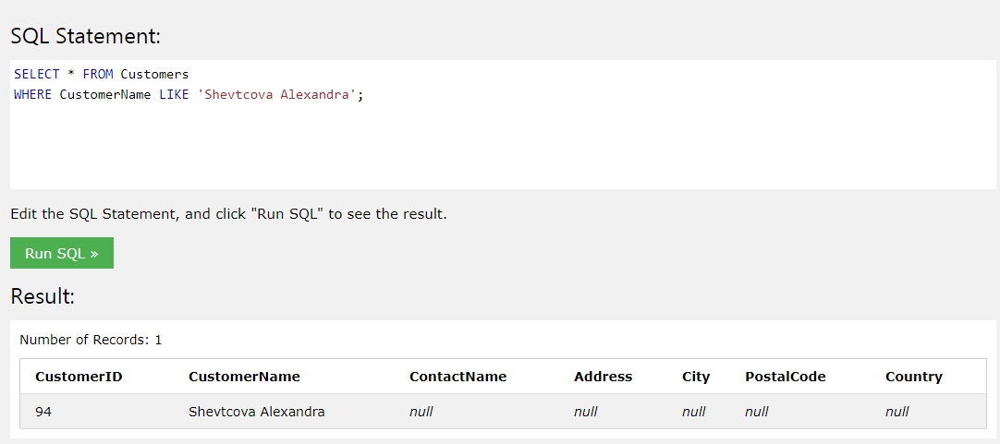 SQL Statement:
SELECT * FROM Customers
WHERE CustomerName LIKE 'Shevtcova Alexandra';
Edit the SQL Statement, and click "Run SQL" to see the result.
Run SQL »
Result:
Number of Records: 1
CustomerID CustomerName ContactName Address City PostalCode Country
94 Shevtcova Alexandra null null null null null